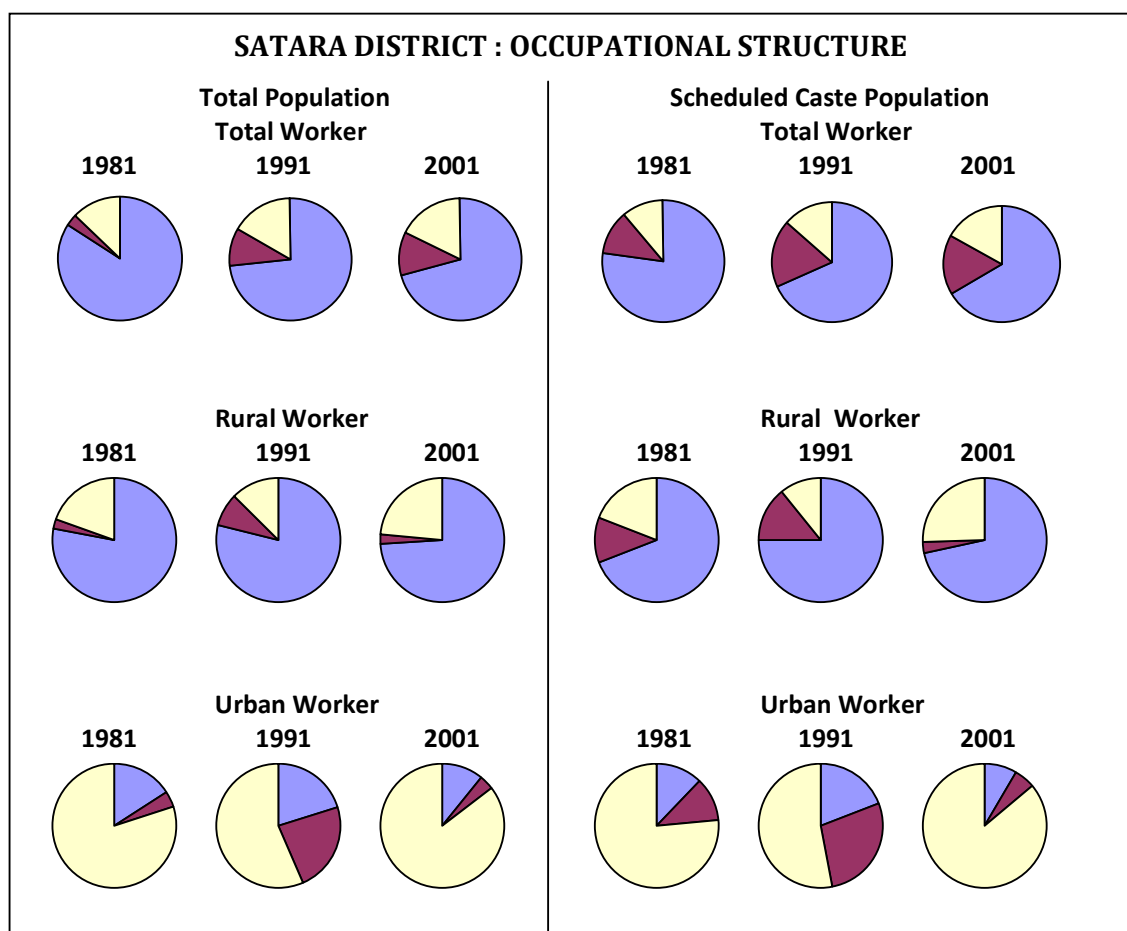 SATARA DISTRICT : OCCUPATIONAL STRUCTURE
Total Population
Total Worker
1981 1991 2001
Rural Worker
1981 1991 2001
Urban Worker
1981 1991 2001
Scheduled Caste Population
Total Worker
1981 1991 2001
Rural Worker
1981 1991 2001
Urban Worker
1981 1991 2001